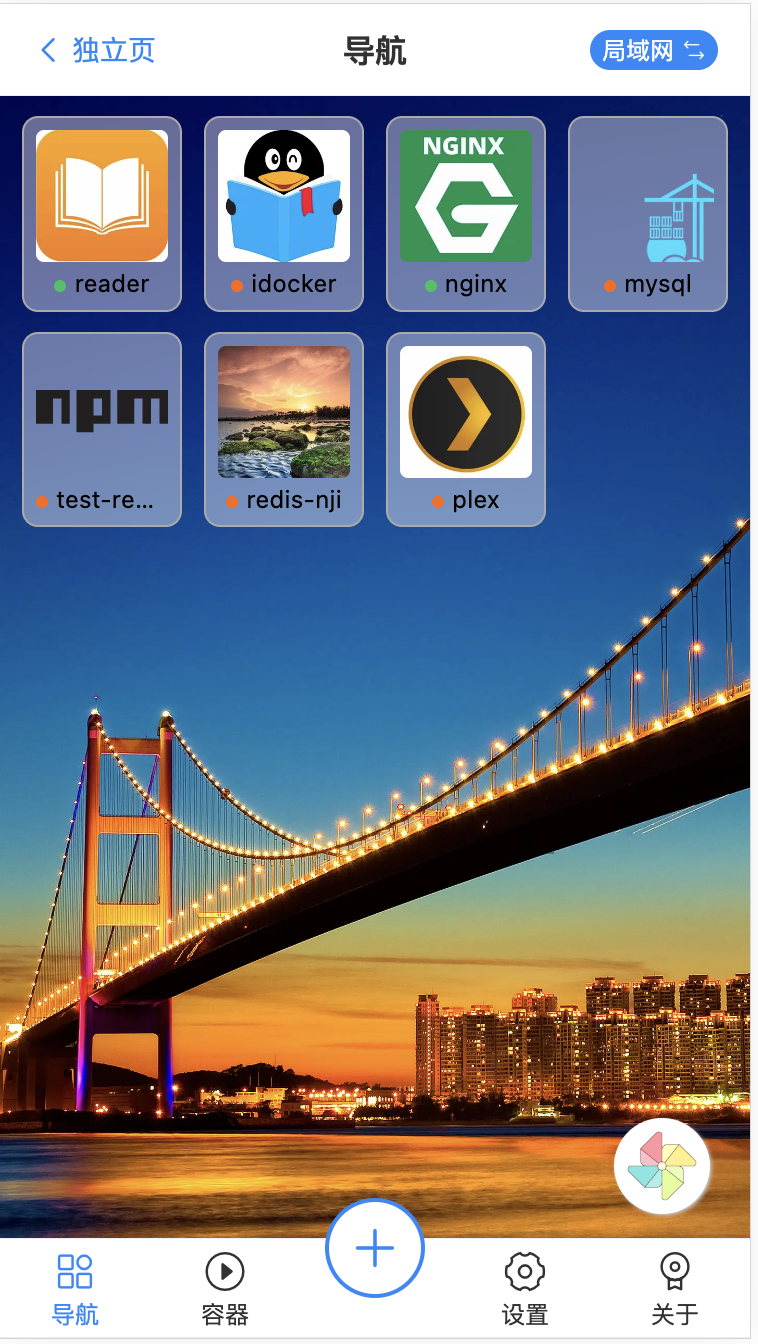 独立页
导航
局域网
NGINX
reader
idocker
nginx
mysql
npm
test-re...
redis-nji
plex
导航
容器
设置
关于